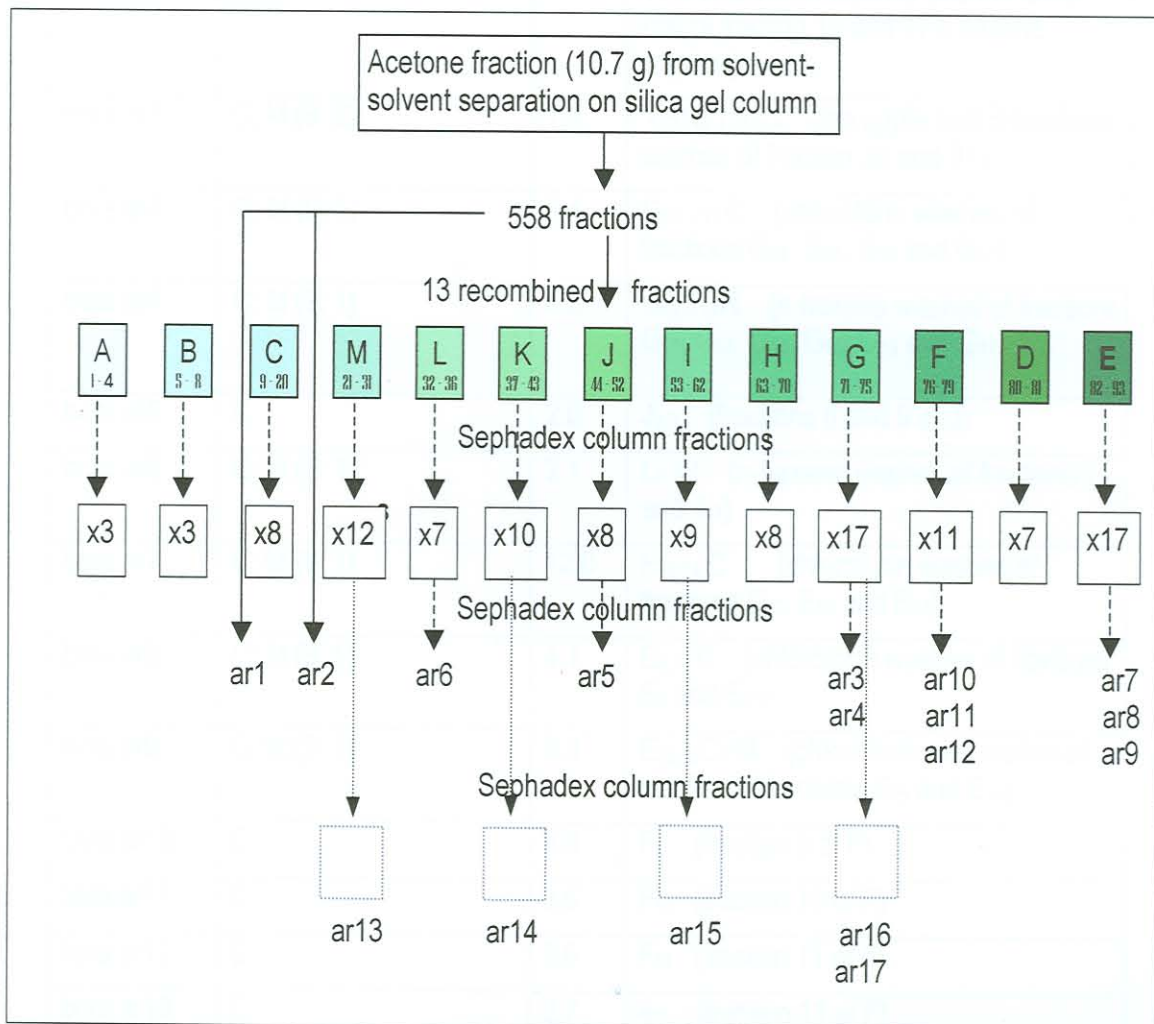 Acetone fraction (10.7 g) from solvent-
solvent separation on silica gel column
558 fractions
13 recombined fractions
A B C M L K J I H G F D E
1-4 5-8 9-20 21-31 32-36 37-43 44-52 53-62 63-70 71-75 76-79 80-81 82-93
Sephadex column fractions
x3 x3 x8 x12 x7 x10 x8 x9 x8 x17 x11 x7 x17
Sephadex column fractions
ar1 ar2 ar6 ar5 ar3 ar10 ar7
ar4 ar11 ar8
ar12 ar9
Sephadex column fractions
ar13 ar14 ar15 ar16
ar17